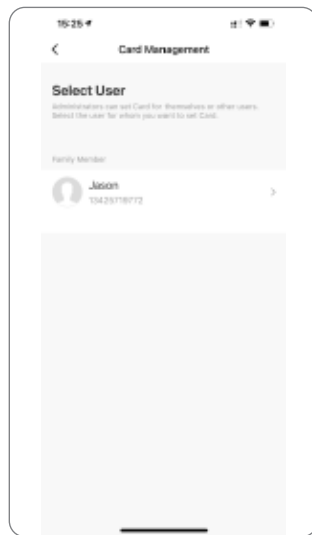 15:25
Card Management
Select User
Administrators can set Card for themselves or other users.
Select the user for whom you want to set Card.
Family Member
Jason
13425719772